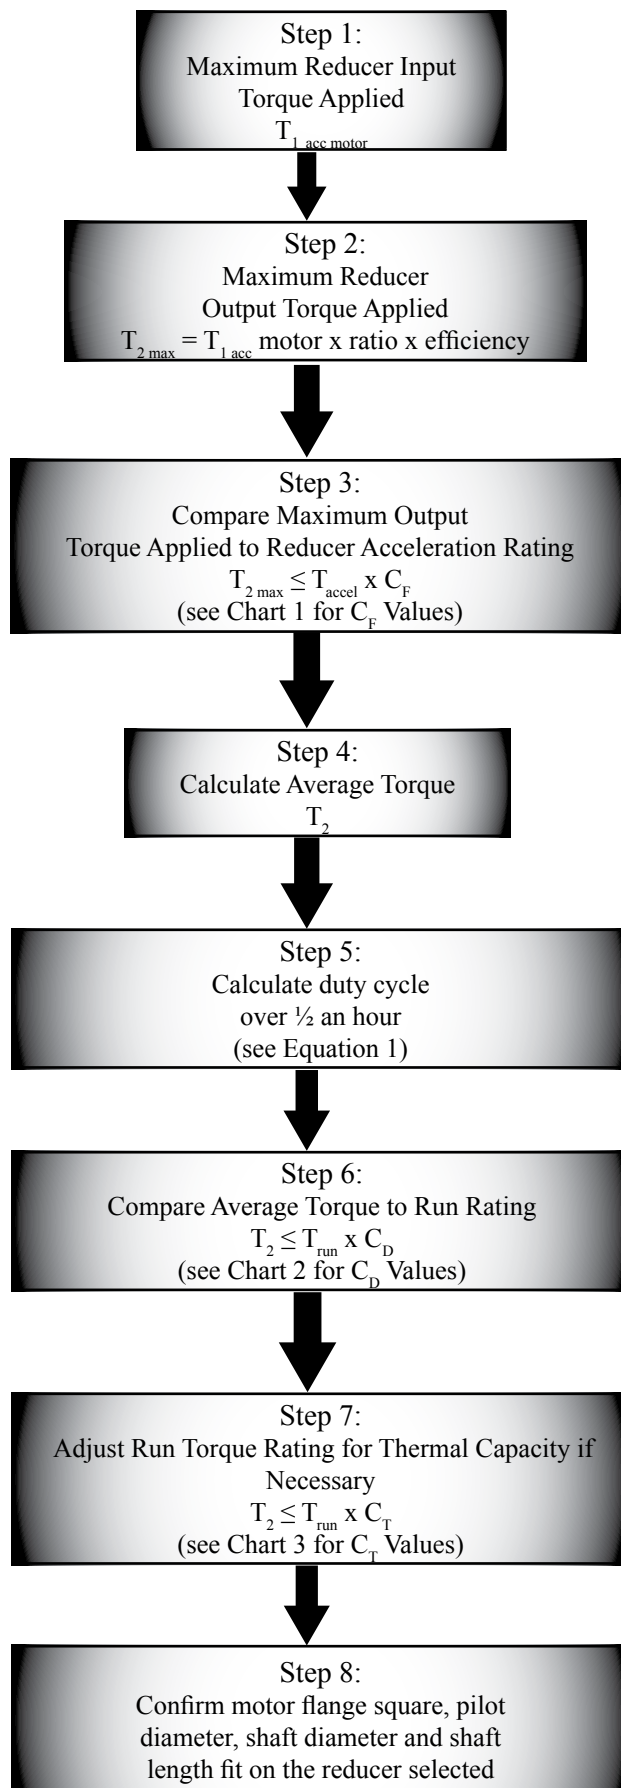 Step 1:
Maximum Reducer Input
Torque Applied
T1 acc motor
Step 2:
Maximum Reducer
Output Torque Applied
T2 max = T1 acc motor x ratio x efficiency
Step 3:
Compare Maximum Output
Torque Applied to Reducer Acceleration Rating
T2 max ≤ Taccel x CF
(see Chart 1 for CF Values)
Step 4:
Calculate Average Torque
T2
Step 5:
Calculate duty cycle
over ½ an hour
(see Equation 1)
Step 6:
Compare Average Torque to Run Rating
T2 ≤ Trun x CD
(see Chart 2 for CD Values)
Step 7:
Adjust Run Torque Rating for Thermal Capacity if
Necessary
T2 ≤ Trun x CT
(see Chart 3 for CT Values)
Step 8:
Confirm motor flange square, pilot
diameter, shaft diameter and shaft
length fit on the reducer selected